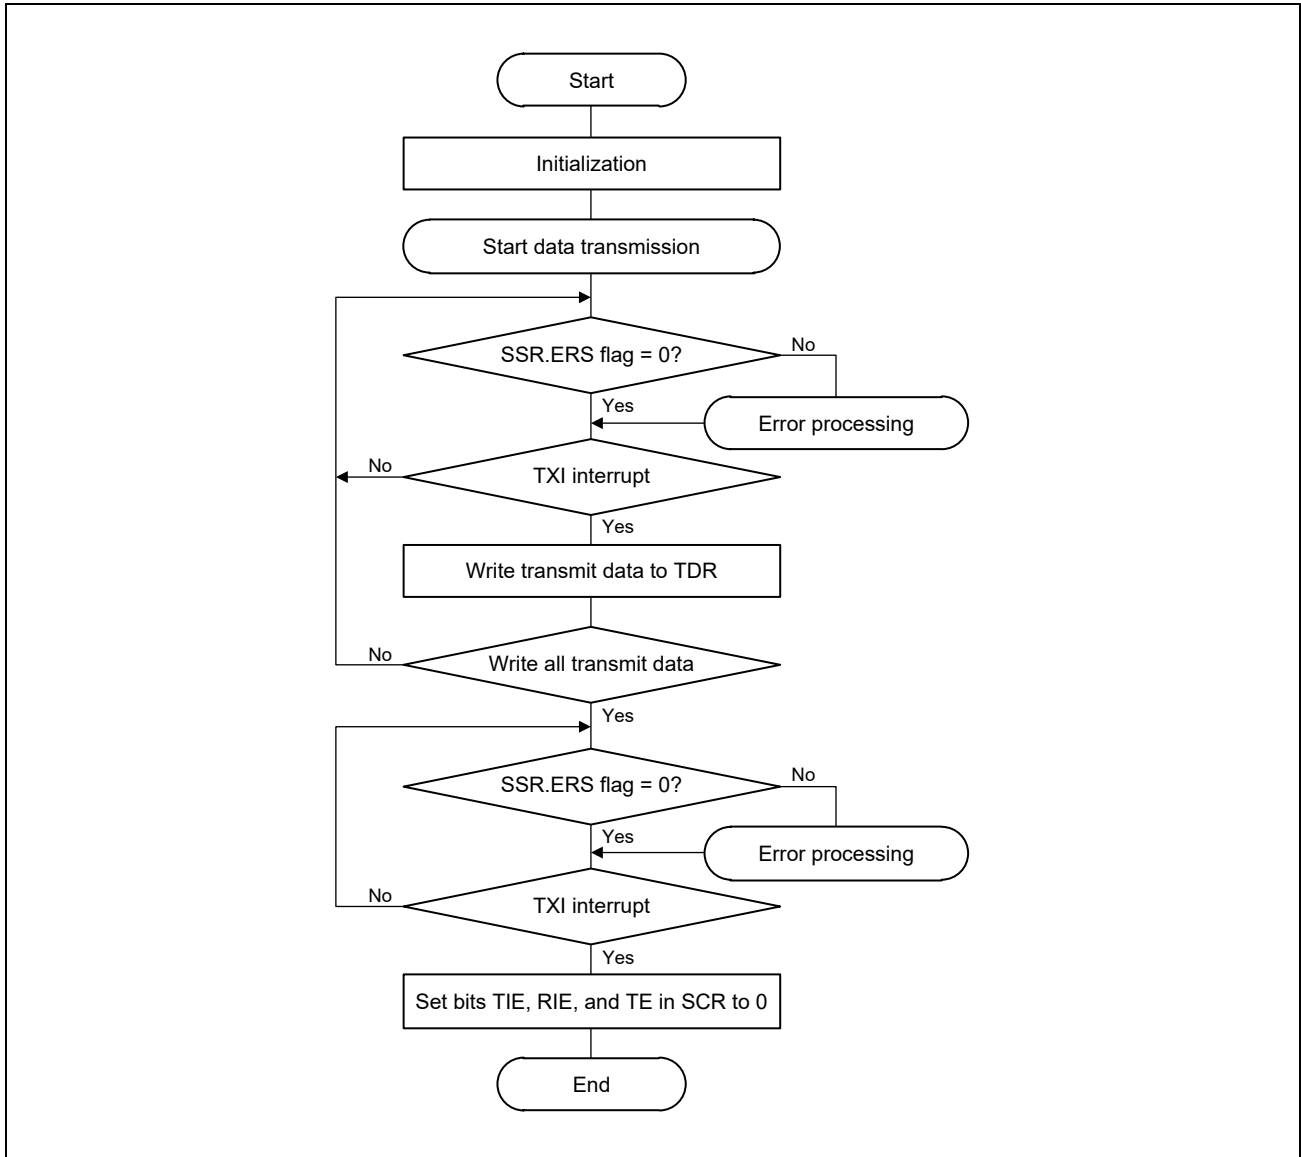 Start
Initialization
Start data transmission
SSR.ERS flag = 0?
No
Yes
Error processing
TXI interrupt
No
Yes
Write transmit data to TDR
Write all transmit data
No
Yes
SSR.ERS flag = 0?
No
Yes
Error processing
TXI interrupt
No
Yes
Set bits TIE, RIE, and TE in SCR to 0
End